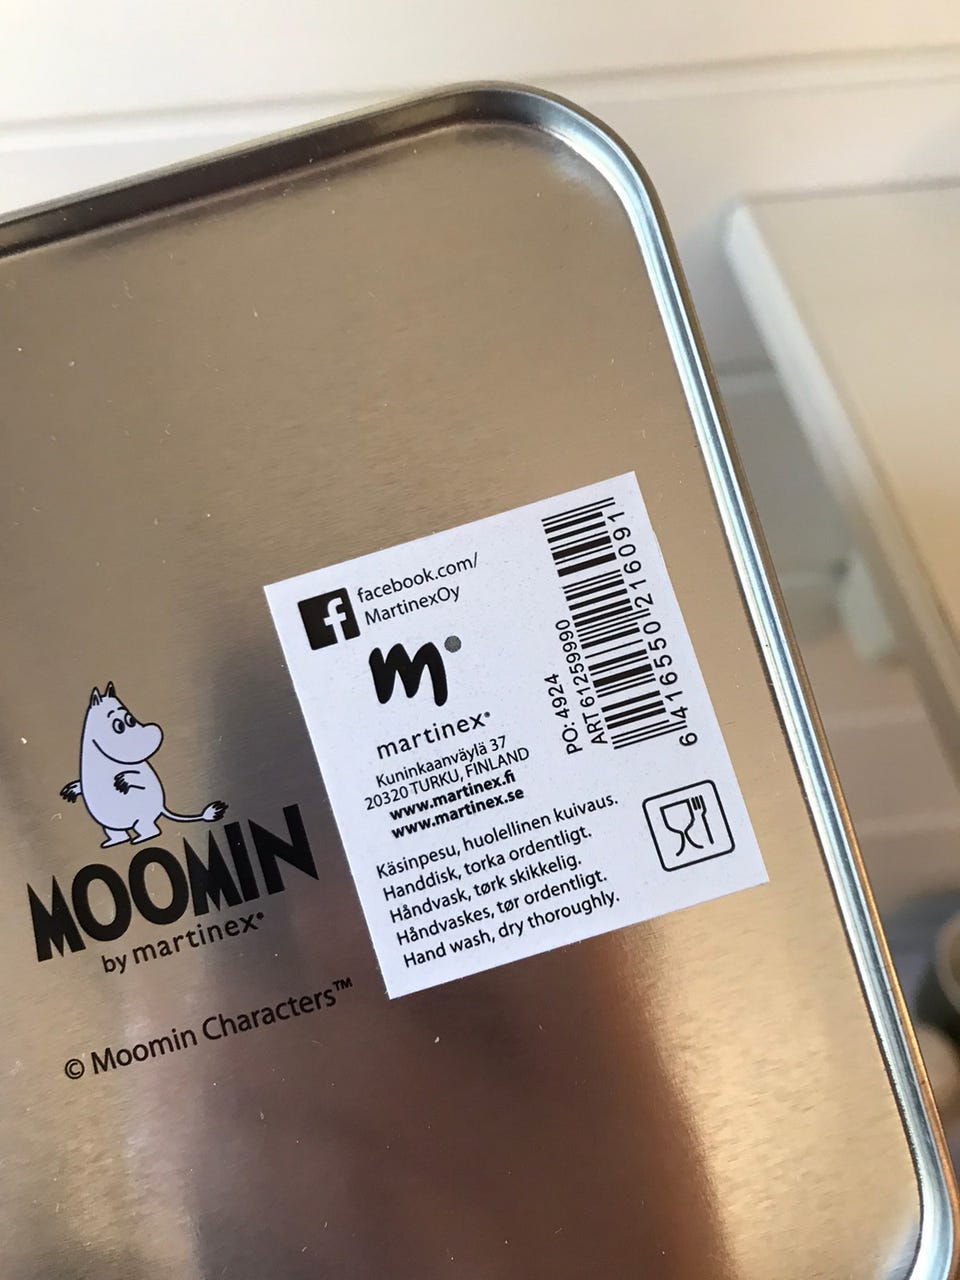 facebook.com/
MartinexOy
m
martinex®
Kuninkaanväylä 37
20320 TURKU, FINLAND
www.martinex.fi
www.martinex.se
PO: 4924
ART 61259990
6 416550 216091
Käsinpesu, huolellinen kuivaus.
Handdisk, torka ordentligt.
Håndvask, tørk skikkelig.
Håndvaskes, tør ordentligt.
Hand wash, dry thoroughly.
MOOMIN
by martinex®
© Moomin Characters™